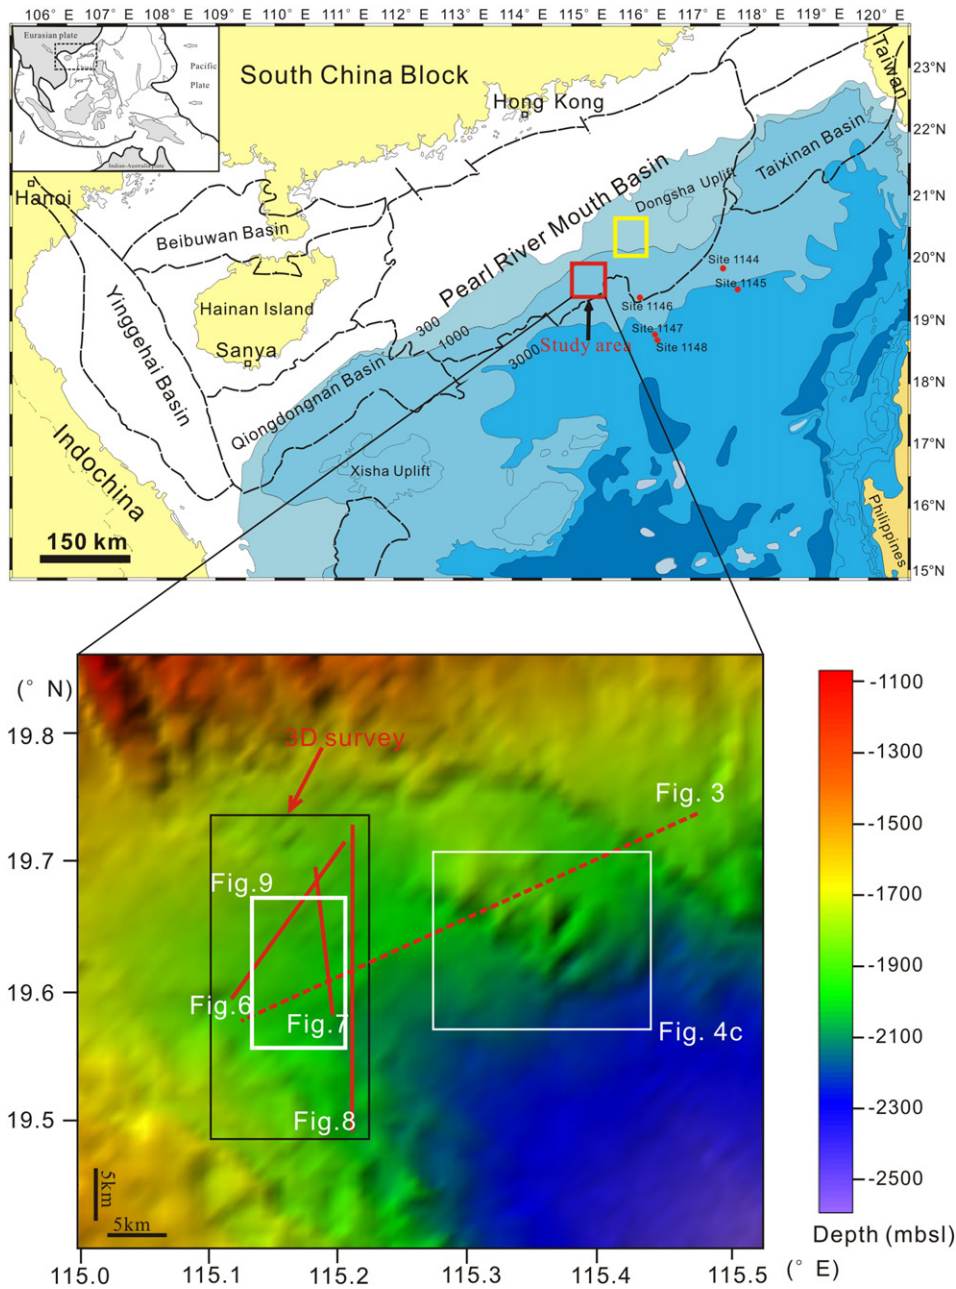 106° E 107° E 108° E 109° E 110° E 111° E 112° E 113° E 114° E 115° E 116° E 117° E 118° E 119° E 120° E
Eurasian plate
South
China
Sea
Pacific
Plate
Indian-Australia plate
South China Block
Hong Kong
Taiwan
23°N
22°N
21°N
20°N
19°N
18°N
17°N
16°N
15°N
Hanoi
Beibuwan Basin
Pearl River Mouth Basin
Dongsha Uplift
Taixinan Basin
Yinggehai Basin
Hainan Island
Sanya
Site 1144
Site 1145
Site 1146
Site 1147
Site 1148
Study area
300
1000
3000
Qiongdongnan Basin
Xisha Uplift
Indochina
Philippines
150 km
(° N)
19.8
19.7
19.6
19.5
3D survey
Fig. 3
Fig.9
Fig.6
Fig.7
Fig. 4c
Fig.8
5km
5km
115.0 115.1 115.2 115.3 115.4 115.5
(° E)
-1100
-1300
-1500
-1700
-1900
-2100
-2300
-2500
Depth (mbsl)